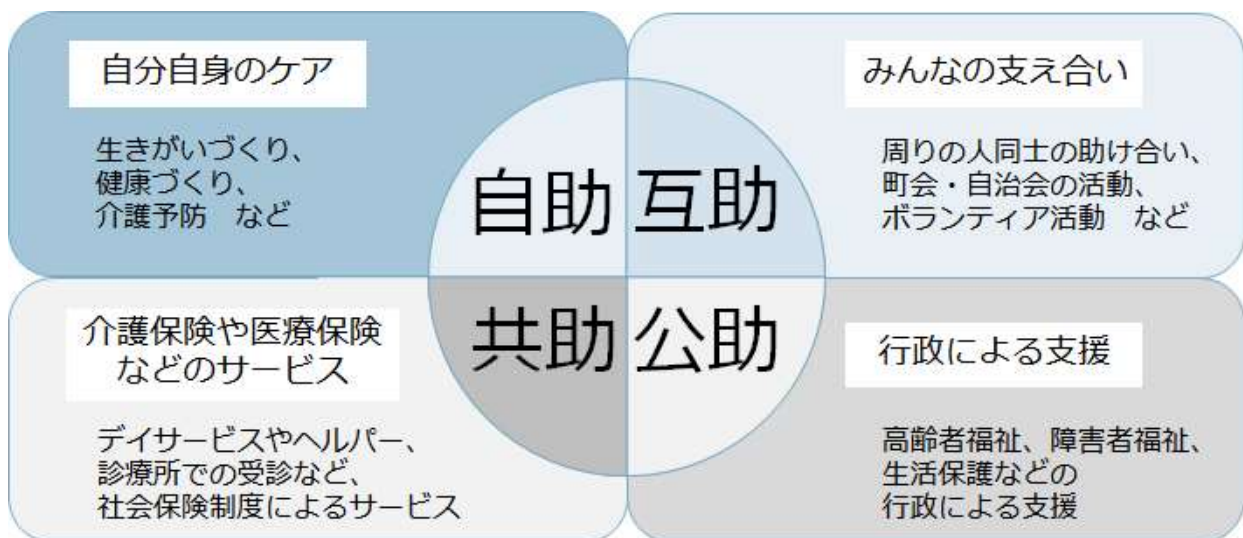 自分自身のケア
生きがいづくり、
健康づくり、
介護予防　など
自助
互助
みんなの支え合い
周りの人同士の助け合い、
町会・自治会の活動、
ボランティア活動　など
介護保険や医療保険
などのサービス
デイサービスやヘルパー、
診療所での受診など、
社会保険制度によるサービス
共助
公助
行政による支援
高齢者福祉、障害者福祉、
生活保護などの
行政による支援